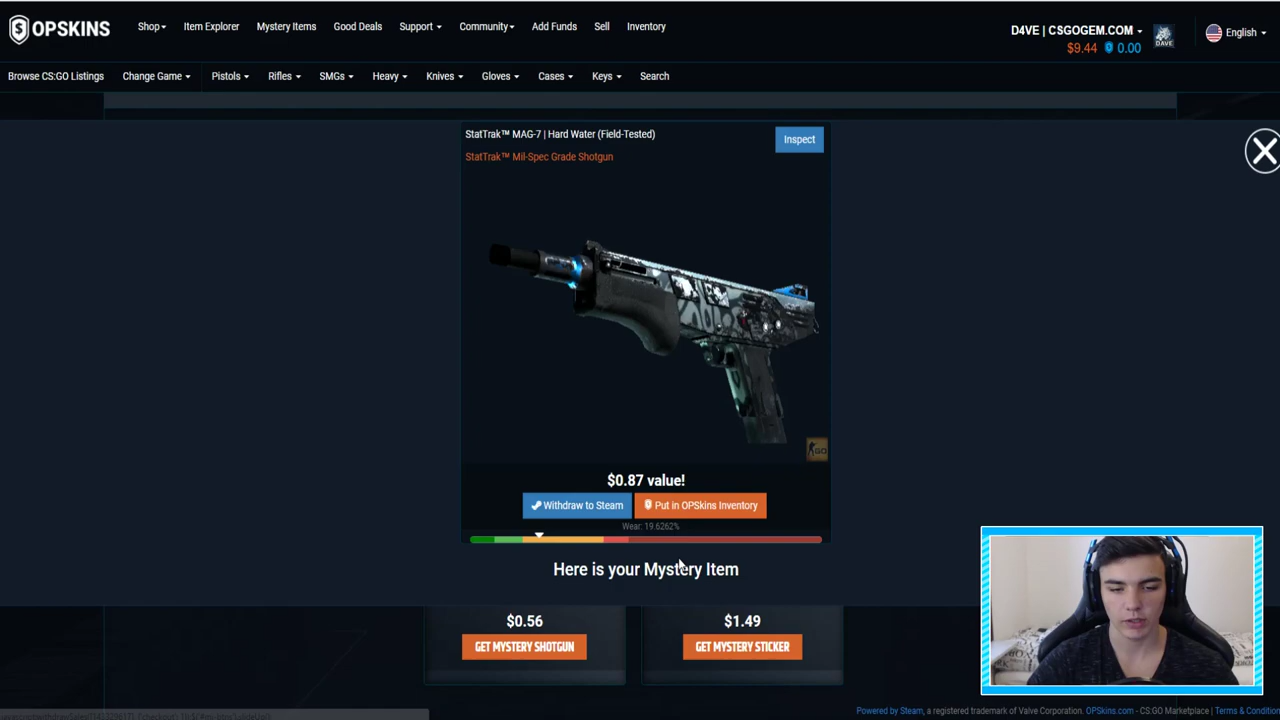 OPSKINS
Shop
Item Explorer
Mystery Items
Good Deals
Support
Community
Add Funds
Sell
Inventory
D4VE | CSGOGEM.COM
$9.44 0.00
DAVE
English
Browse CS:GO Listings
Change Game
Pistols
Rifles
SMGs
Heavy
Knives
Gloves
Cases
Keys
Search
StatTrak™ MAG-7 | Hard Water (Field-Tested)
StatTrak™ Mil-Spec Grade Shotgun
Inspect
GO
$0.87 value!
Withdraw to Steam
Put in OPSkins Inventory
Wear: 19.6262%
Here is your Mystery Item
$0.56
$1.49
GET MYSTERY SHOTGUN
GET MYSTERY STICKER
Powered by Steam, a registered trademark of Valve Corporation. OPSkins.com - CS:GO Marketplace | Terms & Condition